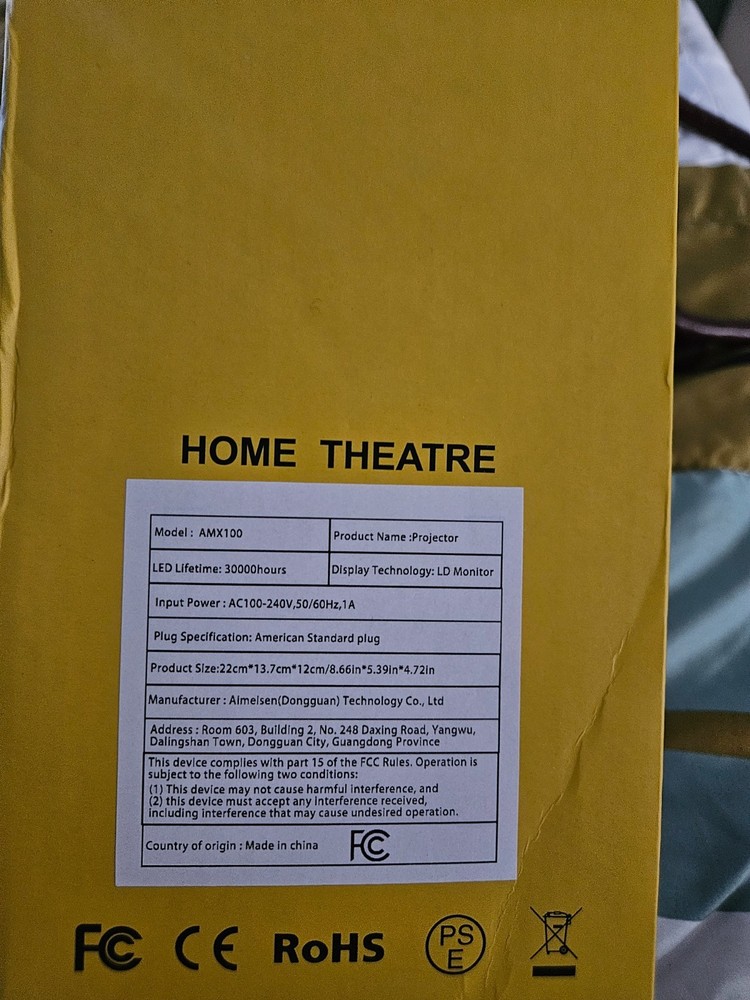 HOME THEATRE
Model : AMX100
Product Name :Projector
LED Lifetime: 30000hours
Display Technology: LD Monitor
Input Power : AC100-240V,50/60Hz,1A
Plug Specification: American Standard plug
Product Size:22cm*13.7cm*12cm/8.66in*5.39in*4.72in
Manufacturer : Aimeisen(Dongguan) Technology Co., Ltd
Address : Room 603, Building 2, No. 248 Daxing Road, Yangwu,
Dalingshan Town, Dongguan City, Guangdong Province
This device complies with part 15 of the FCC Rules. Operation is
subject to the following two conditions:
(1) This device may not cause harmful interference, and
(2) this device must accept any interference received,
including interference that may cause undesired operation.
Country of origin : Made in china
FC
FC CE RoHS PS
E